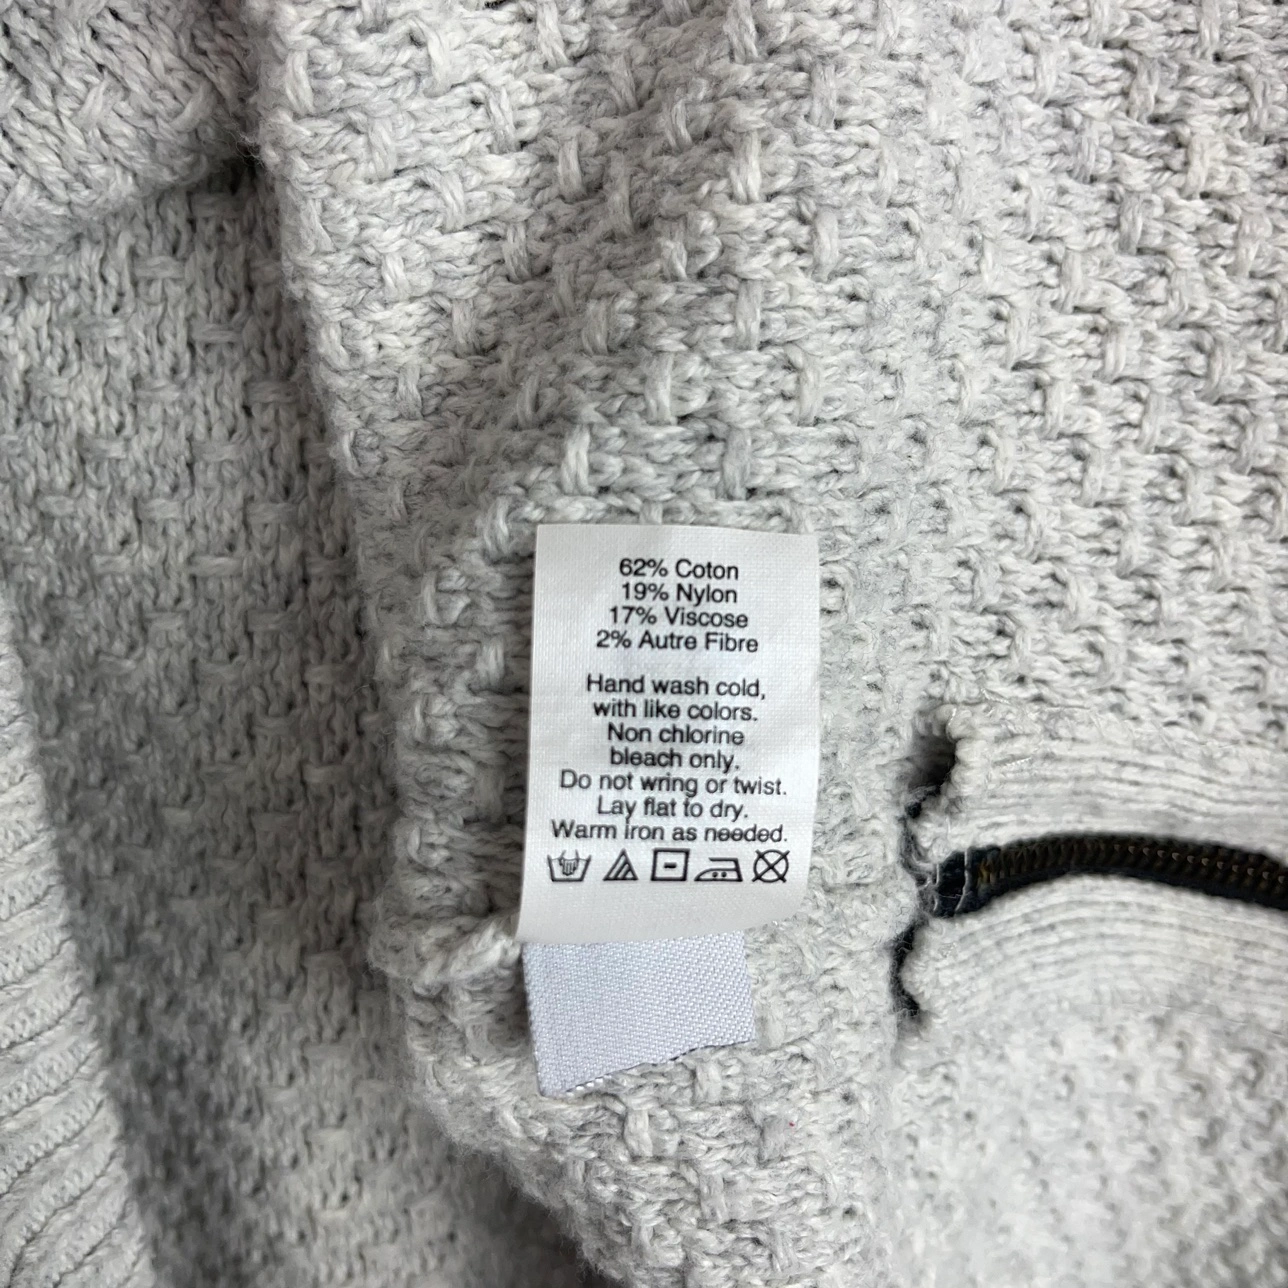 62% Coton
19% Nylon
17% Viscose
2% Autre Fibre
Hand wash cold,
with like colors.
Non chlorine
bleach only.
Do not wring or twist.
Lay flat to dry.
Warm iron as needed.